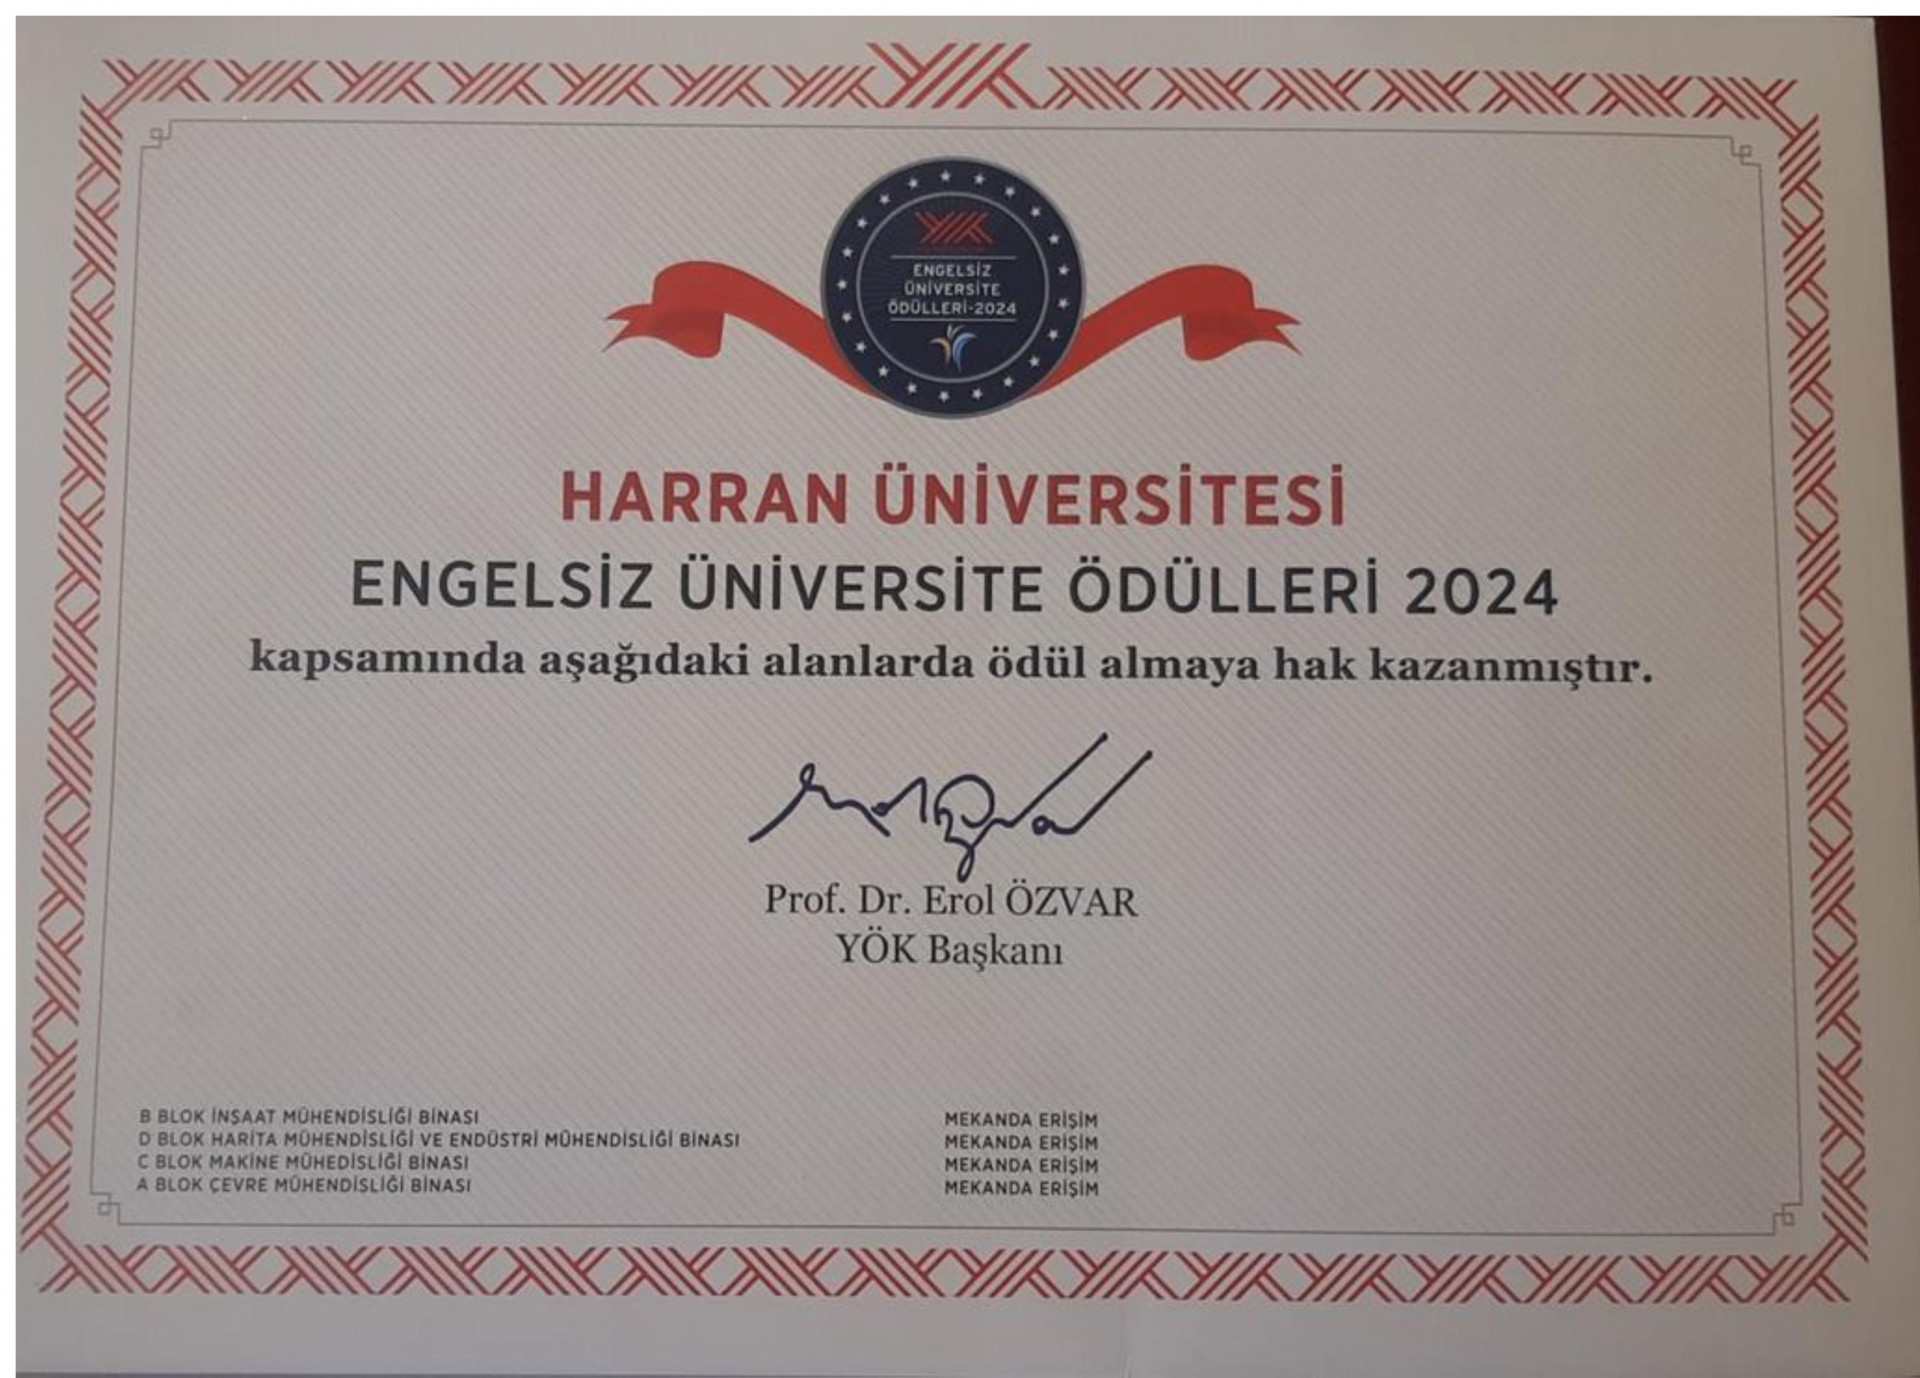 ENGELSİZ
ÜNİVERSİTE
ÖDÜLLERİ-2024
HARRAN ÜNİVERSİTESİ
ENGELSİZ ÜNİVERSİTE ÖDÜLLERİ 2024
kapsamında aşağıdaki alanlarda ödül almaya hak kazanmıştır.
Prof. Dr. Erol ÖZVAR
YÖK Başkanı
B BLOK İNŞAAT MÜHENDİSLİĞİ BİNASI MEKANDA ERİŞİM
D BLOK HARİTA MÜHENDİSLİĞİ VE ENDÜSTRİ MÜHENDİSLİĞİ BİNASI MEKANDA ERİŞİM
C BLOK MAKİNE MÜHEDİSLİĞİ BİNASI MEKANDA ERİŞİM
A BLOK ÇEVRE MÜHENDİSLİĞİ BİNASI MEKANDA ERİŞİM